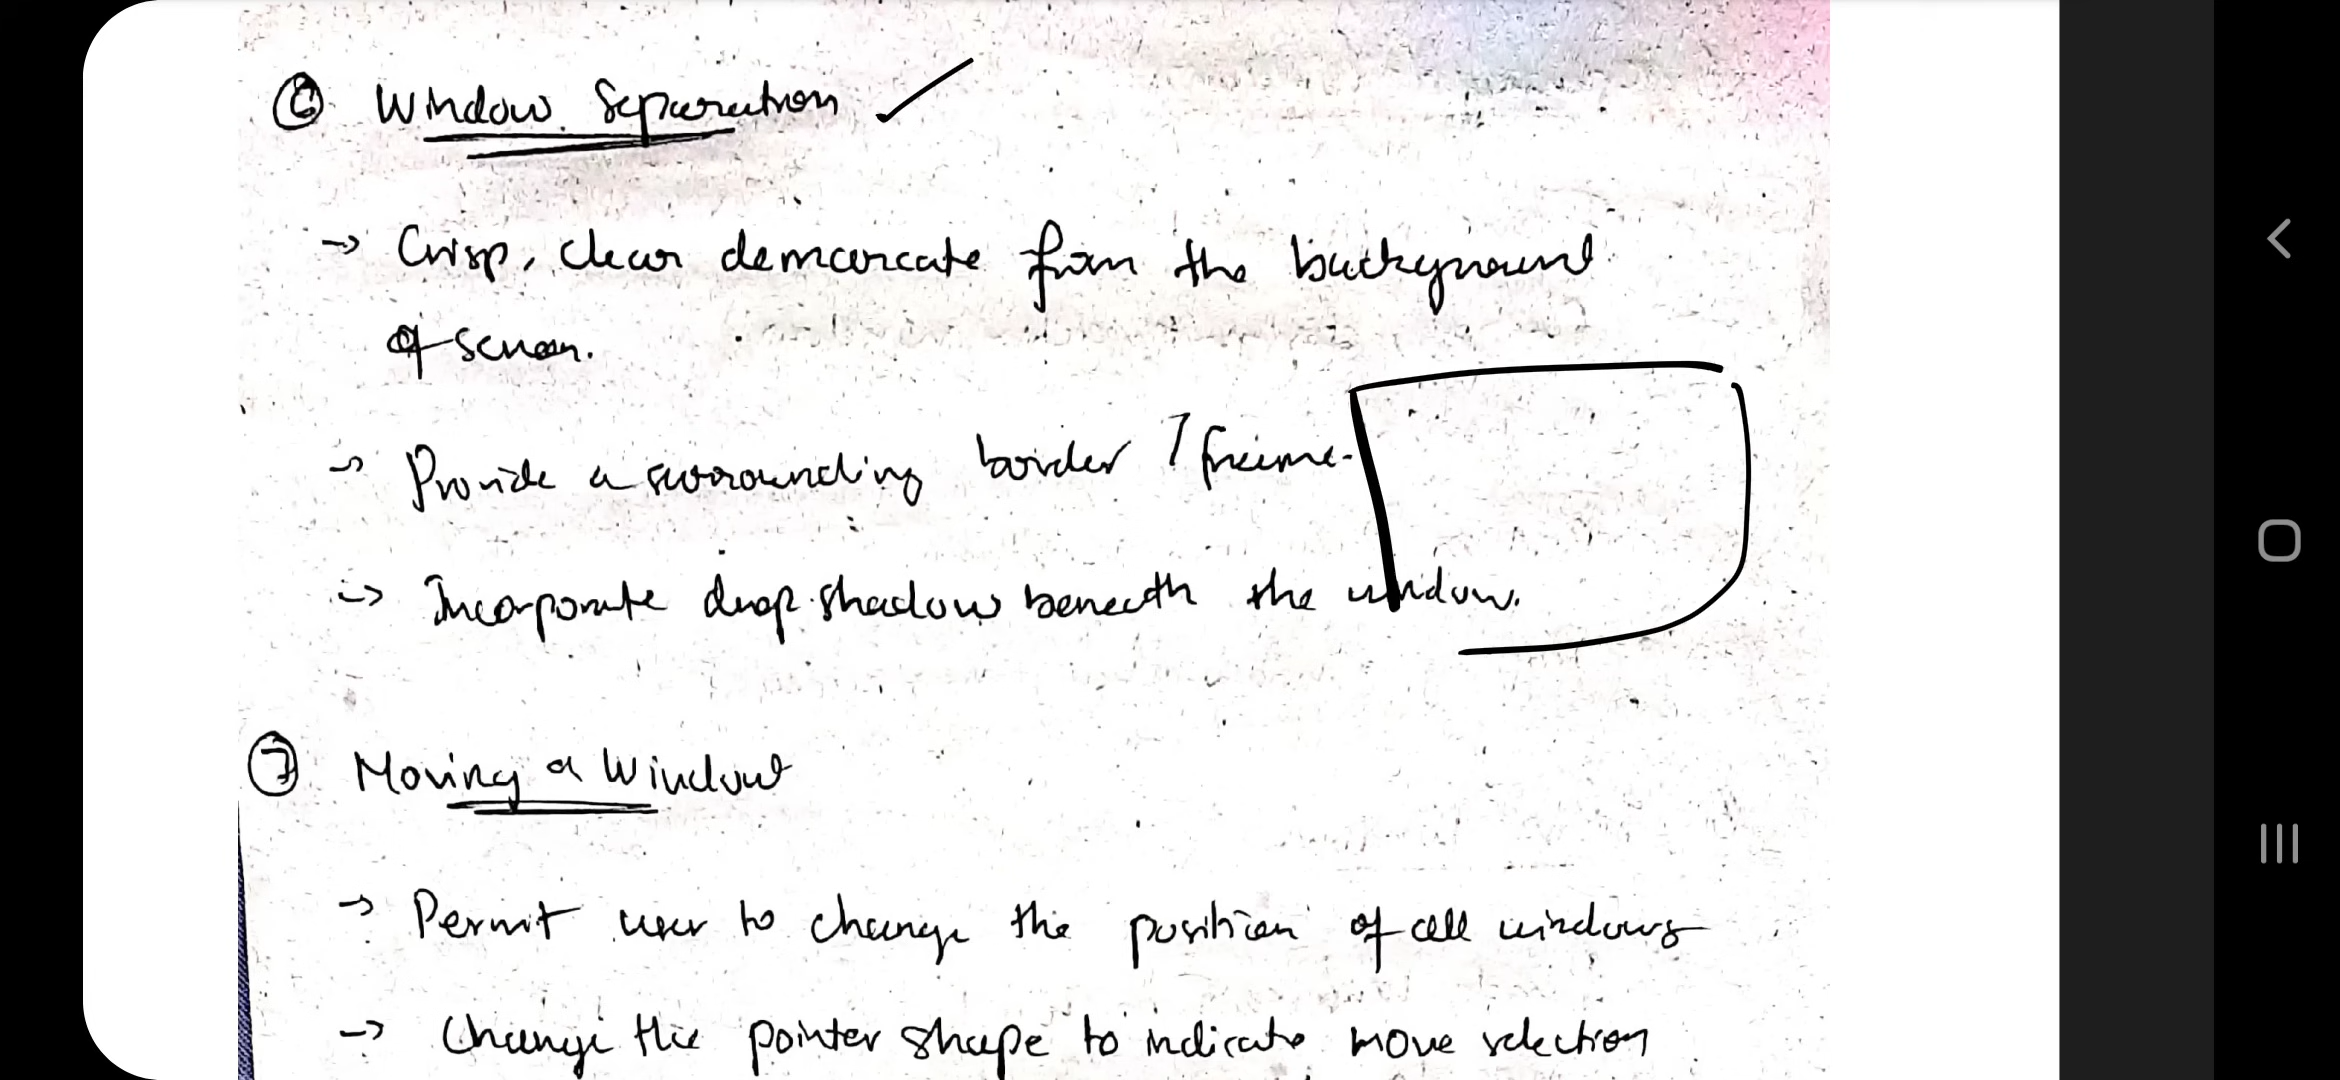 ⑥ Window Separation ✓
→ Crisp, clear demarcate from the background
of screen.
→ Provide a surrounding border / frame.
→ Incorporate drop shadow beneath the window.
⑦ Moving a Window
→ Permit user to change the position of all windows
→ Change the pointer shape to indicate move selection